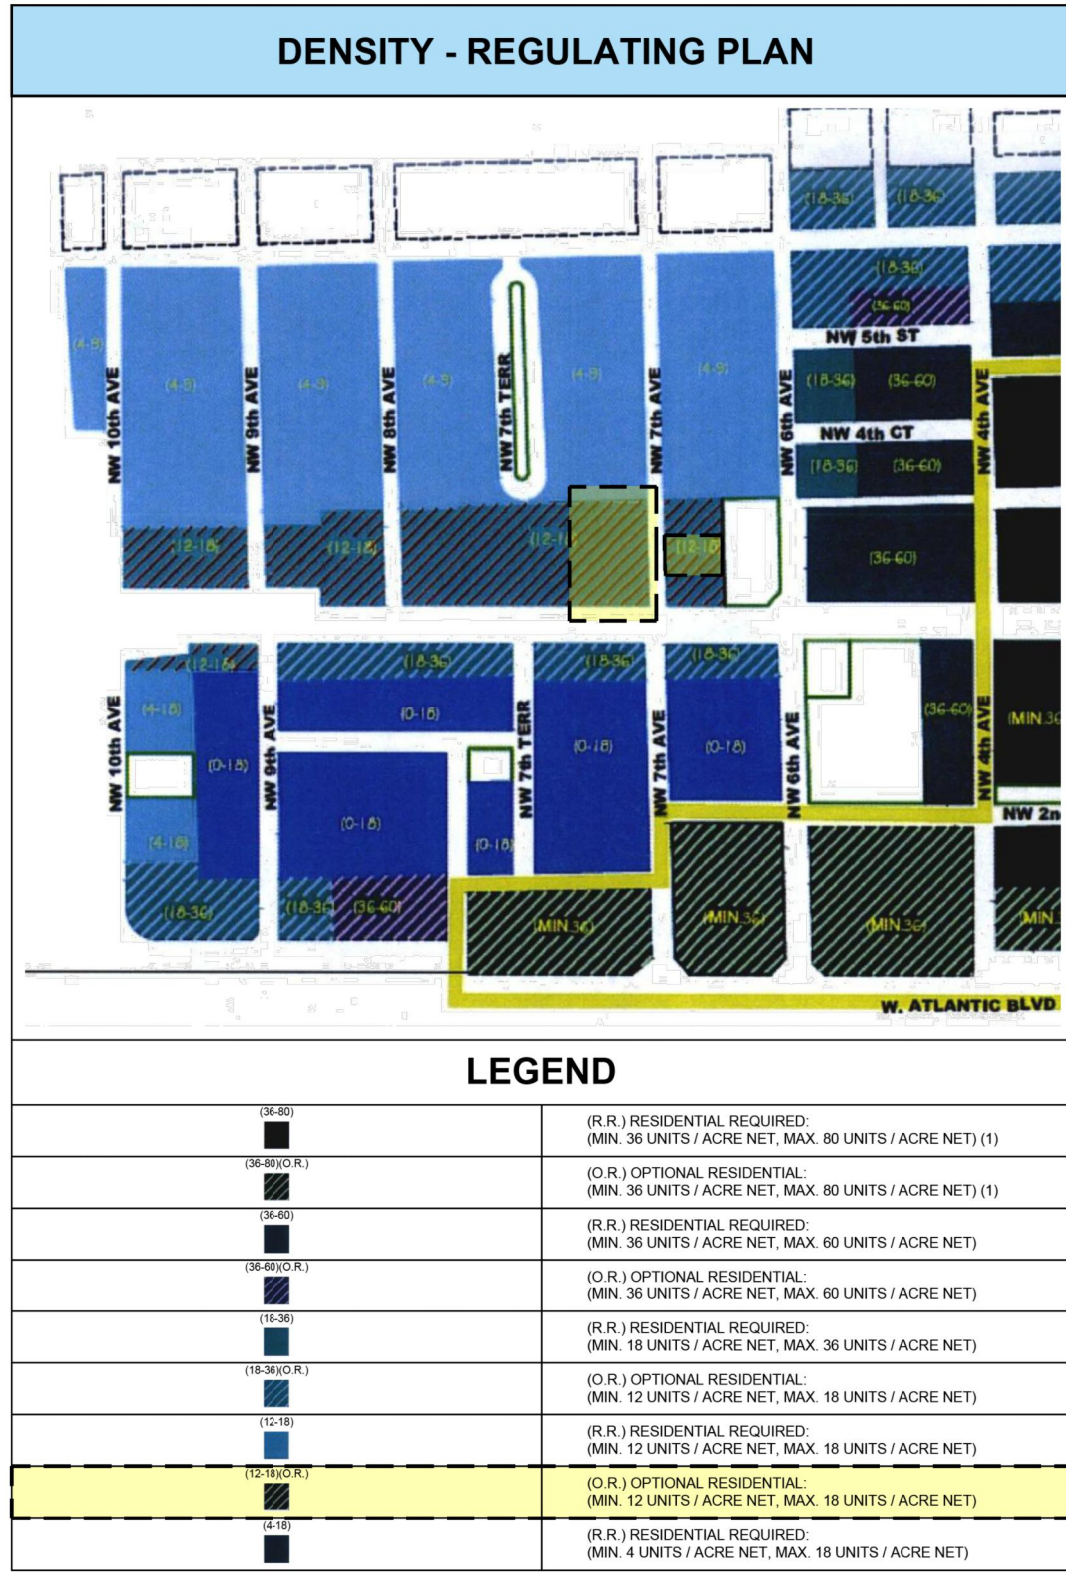 DENSITY - REGULATING PLAN
(18-36)
(18-36)
(18-36)
(36-60)
NW 5th ST
(4-9)
(4-9)
(4-9)
(4-9)
(4-9)
(4-9)
(18-36)
(36-60)
NW 10th AVE
NW 9th AVE
NW 8th AVE
NW 7th TERR
NW 7th AVE
NW 6th AVE
NW 4th AVE
NW 4th CT
(18-36)
(36-60)
(12-18)
(12-18)
(12-18)
(12-18)
(36-60)
(12-18)
(18-36)
(18-36)
(18-36)
(4-18)
(0-18)
(0-18)
(0-18)
(0-18)
(36-60)
(MIN.36
NW 10th AVE
NW 9th AVE
NW 7th TERR
NW 7th AVE
NW 6th AVE
NW 4th AVE
NW 2n
(4-18)
(0-18)
(0-18)
(18-36)
(18-36)
(36-60)
(MIN.36)
(MIN.36)
(MIN.36)
(MIN.
W. ATLANTIC BLVD
LEGEND
(36-80)
(R.R.) RESIDENTIAL REQUIRED:
(MIN. 36 UNITS / ACRE NET, MAX. 80 UNITS / ACRE NET) (1)
(36-80)(O.R.)
(O.R.) OPTIONAL RESIDENTIAL:
(MIN. 36 UNITS / ACRE NET, MAX. 80 UNITS / ACRE NET) (1)
(36-60)
(R.R.) RESIDENTIAL REQUIRED:
(MIN. 36 UNITS / ACRE NET, MAX. 60 UNITS / ACRE NET)
(36-60)(O.R.)
(O.R.) OPTIONAL RESIDENTIAL:
(MIN. 36 UNITS / ACRE NET, MAX. 60 UNITS / ACRE NET)
(18-36)
(R.R.) RESIDENTIAL REQUIRED:
(MIN. 18 UNITS / ACRE NET, MAX. 36 UNITS / ACRE NET)
(18-36)(O.R.)
(O.R.) OPTIONAL RESIDENTIAL:
(MIN. 12 UNITS / ACRE NET, MAX. 18 UNITS / ACRE NET)
(12-18)
(R.R.) RESIDENTIAL REQUIRED:
(MIN. 12 UNITS / ACRE NET, MAX. 18 UNITS / ACRE NET)
(12-18)(O.R.)
(O.R.) OPTIONAL RESIDENTIAL:
(MIN. 12 UNITS / ACRE NET, MAX. 18 UNITS / ACRE NET)
(4-18)
(R.R.) RESIDENTIAL REQUIRED:
(MIN. 4 UNITS / ACRE NET, MAX. 18 UNITS / ACRE NET)